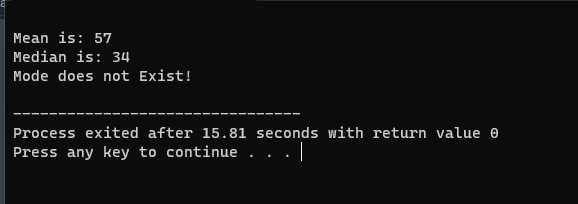 Mean is: 57
Median is: 34
Mode does not Exist!
--------------------------------
Process exited after 15.81 seconds with return value 0
Press any key to continue . . .